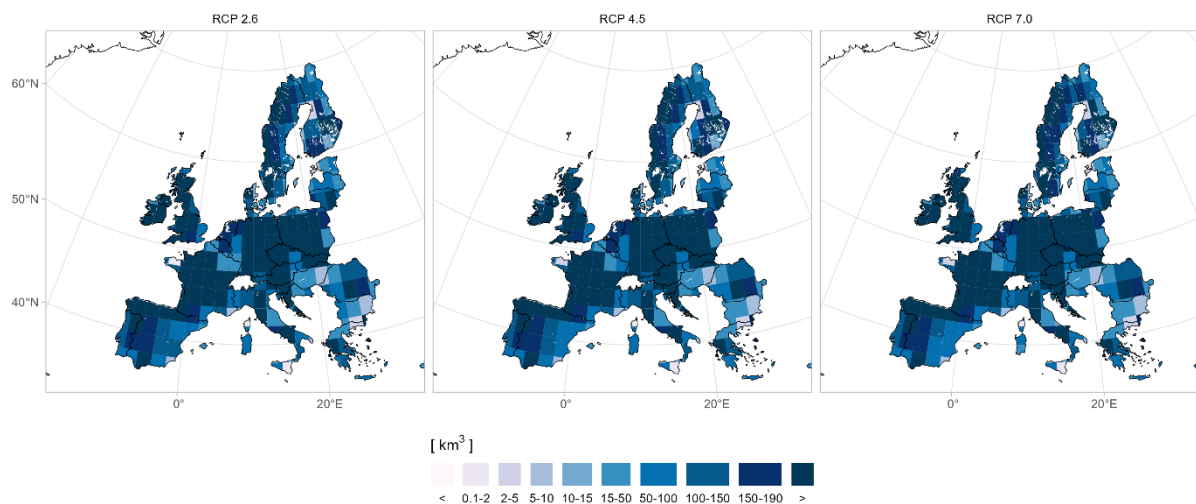 RCP 2.6
RCP 4.5
RCP 7.0
60°N
50°N
40°N
0°
20°E
0°
20°E
0°
20°E
[ km³ ]
< 0.1-2 2-5 5-10 10-15 15-50 50-100 100-150 150-190 >